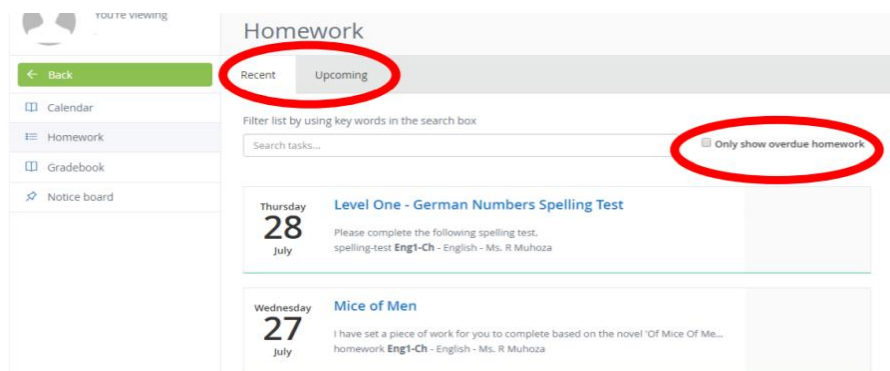 You're viewing
Homework
Back
Calendar
Homework
Gradebook
Notice board
Recent Upcoming
Filter list by using key words in the search box
Search tasks...
Only show overdue homework
Thursday
28
July
Level One - German Numbers Spelling Test
Please complete the following spelling test.
spelling-test Eng1-Ch - English - Ms. R Muhoza
Wednesday
27
July
Mice of Men
I have set a piece of work for you to complete based on the novel 'Of Mice Of Me...
homework Eng1-Ch - English - Ms. R Muhoza